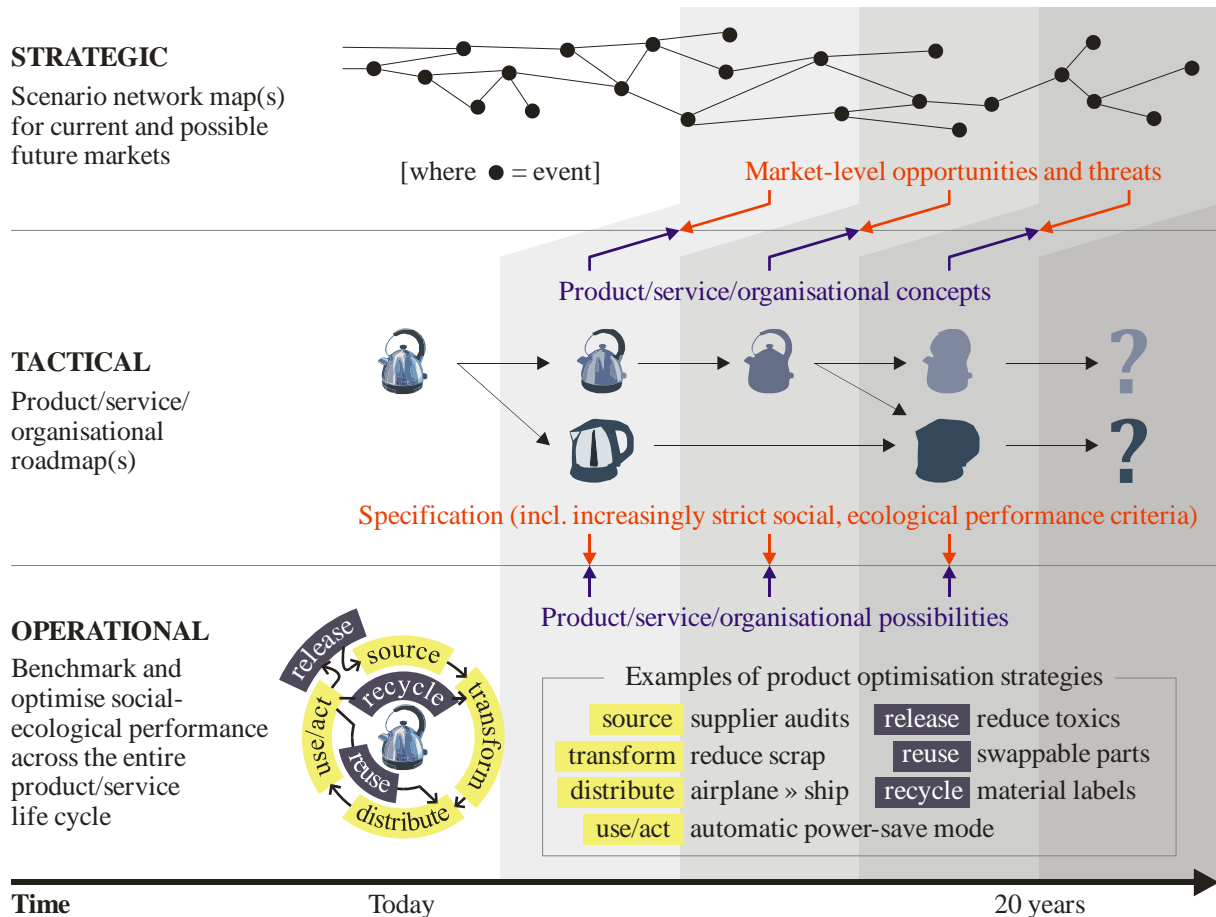 STRATEGIC
Scenario network map(s)
for current and possible
future markets
[where ● = event]
Market-level opportunities and threats
Product/service/organisational concepts
TACTICAL
Product/service/
organisational
roadmap(s)
?
?
Specification (incl. increasingly strict social, ecological performance criteria)
Product/service/organisational possibilities
OPERATIONAL
Benchmark and
optimise social-
ecological performance
across the entire
product/service
life cycle
release
source
recycle
transform
use/act
reuse
distribute
Examples of product optimisation strategies
source supplier audits
transform reduce scrap
distribute airplane » ship
use/act automatic power-save mode
release reduce toxics
reuse swappable parts
recycle material labels
Time
Today
20 years